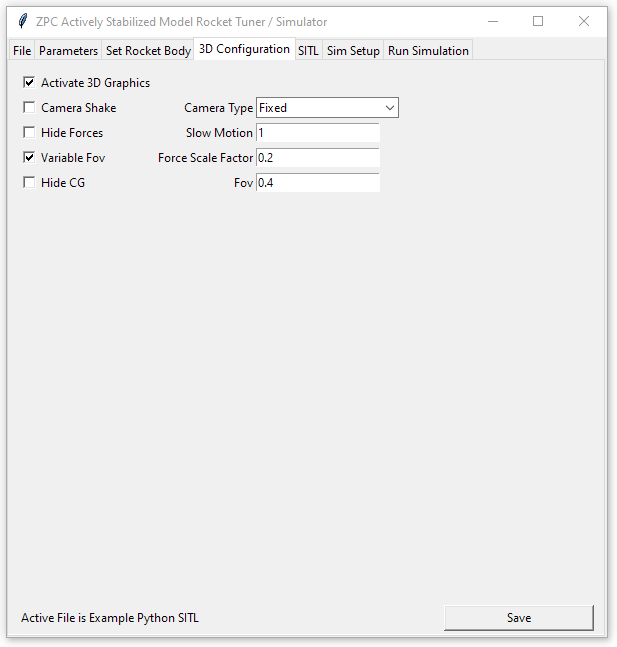 ZPC Actively Stabilized Model Rocket Tuner / Simulator
File Parameters Set Rocket Body 3D Configuration SITL Sim Setup Run Simulation
Activate 3D Graphics
Camera Shake Camera Type Fixed
Hide Forces Slow Motion 1
Variable Fov Force Scale Factor 0.2
Hide CG Fov 0.4
Active File is Example Python SITL Save